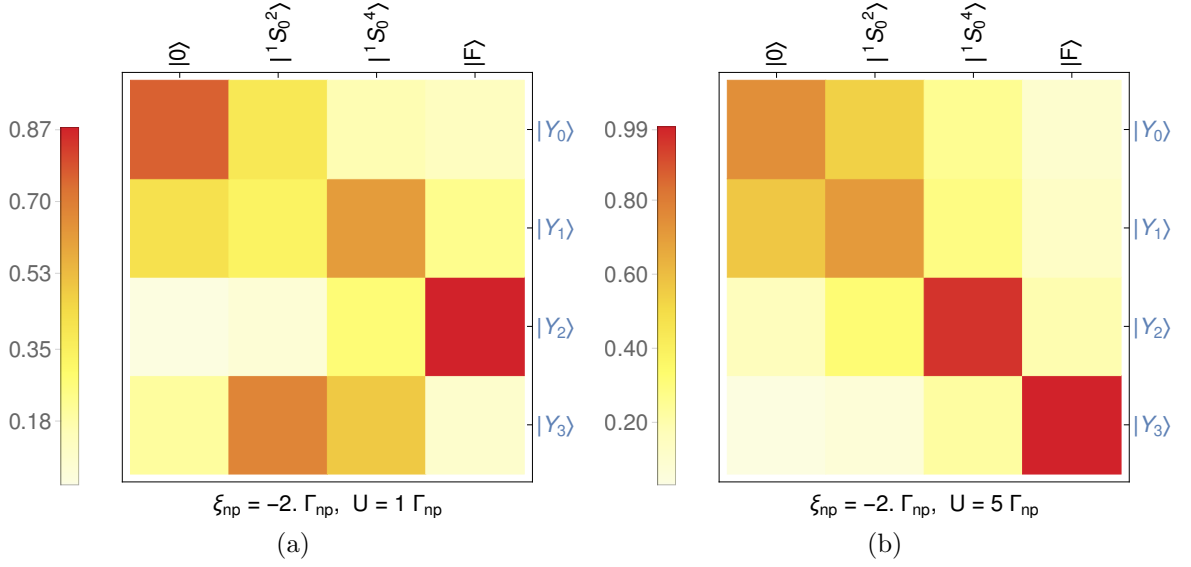 |0⟩ |¹S₀²⟩ |¹S₀⁴⟩ |F⟩
0.87
0.70
0.53
0.35
0.18
|Y₀⟩
|Y₁⟩
|Y₂⟩
|Y₃⟩
ξnp = −2. Γnp, U = 1 Γnp
(a)
|0⟩ |¹S₀²⟩ |¹S₀⁴⟩ |F⟩
0.99
0.80
0.60
0.40
0.20
|Y₀⟩
|Y₁⟩
|Y₂⟩
|Y₃⟩
ξnp = −2. Γnp, U = 5 Γnp
(b)